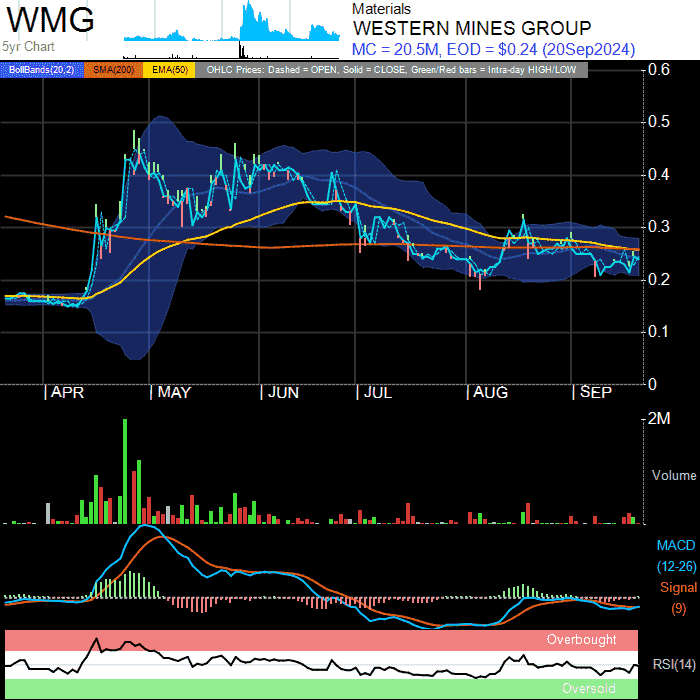 WMG
5yr Chart
Materials
WESTERN MINES GROUP
MC = 20.5M, EOD = $0.24 (20Sep2024)
BollBands(20,2) SMA(200) EMA(50) OHLC Prices: Dashed = OPEN, Solid = CLOSE, Green/Red bars = Intra-day HIGH/LOW
0.6
0.5
0.4
0.3
0.2
0.1
0
APR MAY JUN JUL AUG SEP
2M
Volume
MACD
(12-26)
Signal
(9)
Overbought
RSI(14)
Oversold